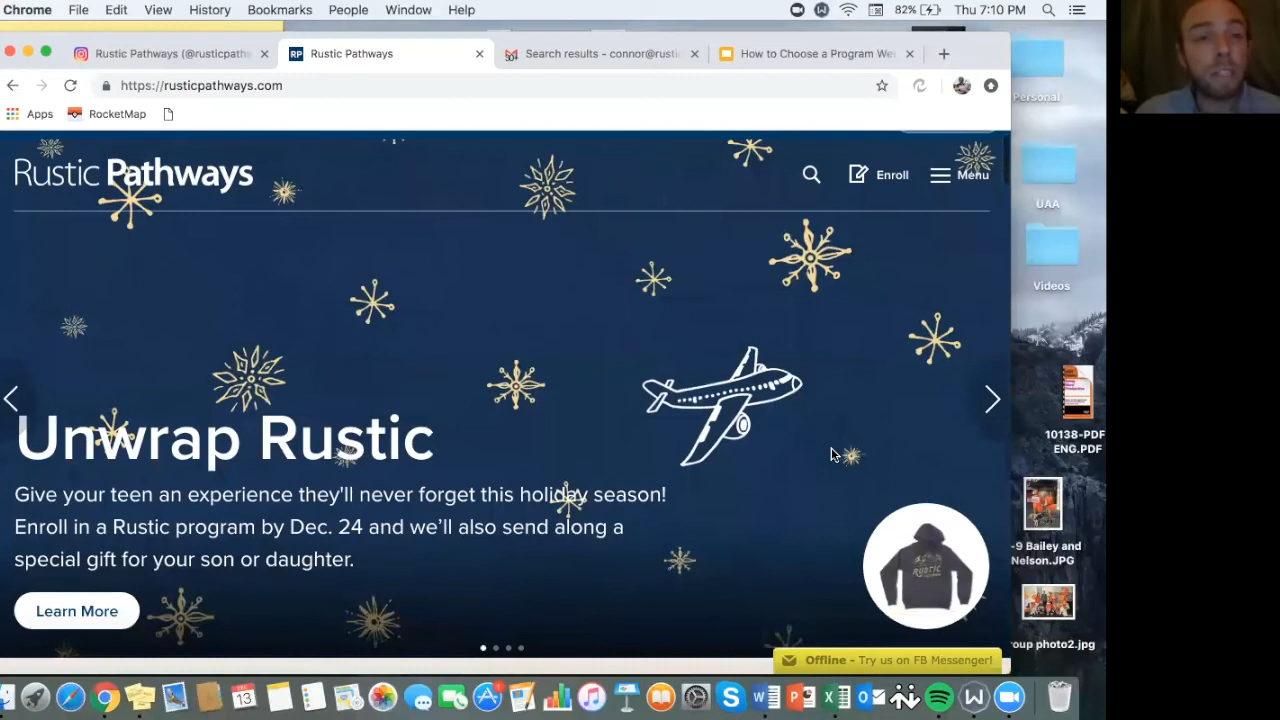 Chrome File Edit View History Bookmarks People Window Help 82% Thu 7:10 PM
Rustic Pathways (@rusticpath Rustic Pathways Search results - connor@rusti How to Choose a Program We
https://rusticpathways.com
Apps RocketMap
Rustic Pathways
Enroll Menu
Unwrap Rustic
Give your teen an experience they'll never forget this holiday season!
Enroll in a Rustic program by Dec. 24 and we'll also send along a
special gift for your son or daughter.
Learn More
RUSTIC
Offline - Try us on FB Messenger!
Personal
UAA
Videos
10138-PDF
ENG.PDF
-9 Bailey and
Nelson.JPG
oup photo2.jpg